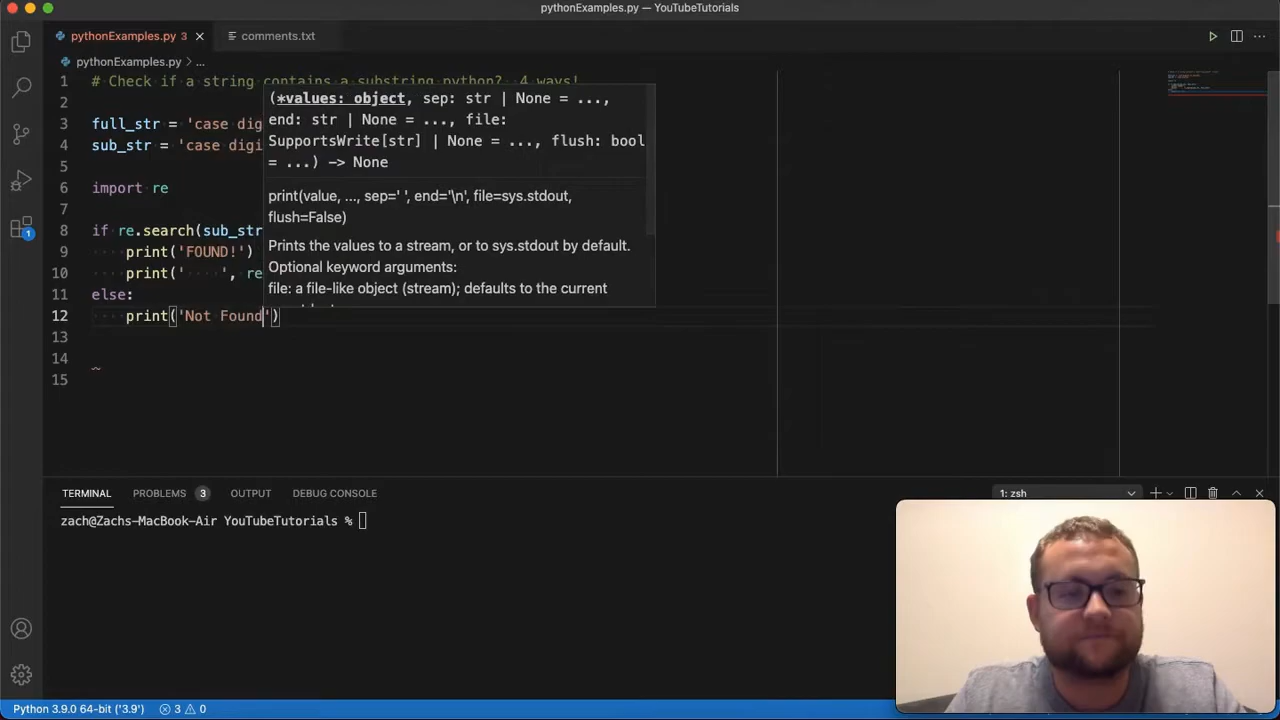 pythonExamples.py — YouTubeTutorials
pythonExamples.py 3
comments.txt
pythonExamples.py > ...
1 # Check if a string contains a substring python? 4 ways!
2
3 full_str = 'case dig
4 sub_str = 'case digi
5
6 import re
7
8 if re.search(sub_str
9 print('FOUND!')
10 print('    ', re
11 else:
12 print('Not Found')
13
14
15
(*values: object, sep: str | None = ...,
end: str | None = ..., file:
SupportsWrite[str] | None = ..., flush: bool
= ...) -> None
print(value, ..., sep=' ', end='\n', file=sys.stdout,
flush=False)
Prints the values to a stream, or to sys.stdout by default.
Optional keyword arguments:
file: a file-like object (stream); defaults to the current
1
TERMINAL PROBLEMS 3 OUTPUT DEBUG CONSOLE
1: zsh
zach@Zachs-MacBook-Air YouTubeTutorials %
Python 3.9.0 64-bit ('3.9') 3 0